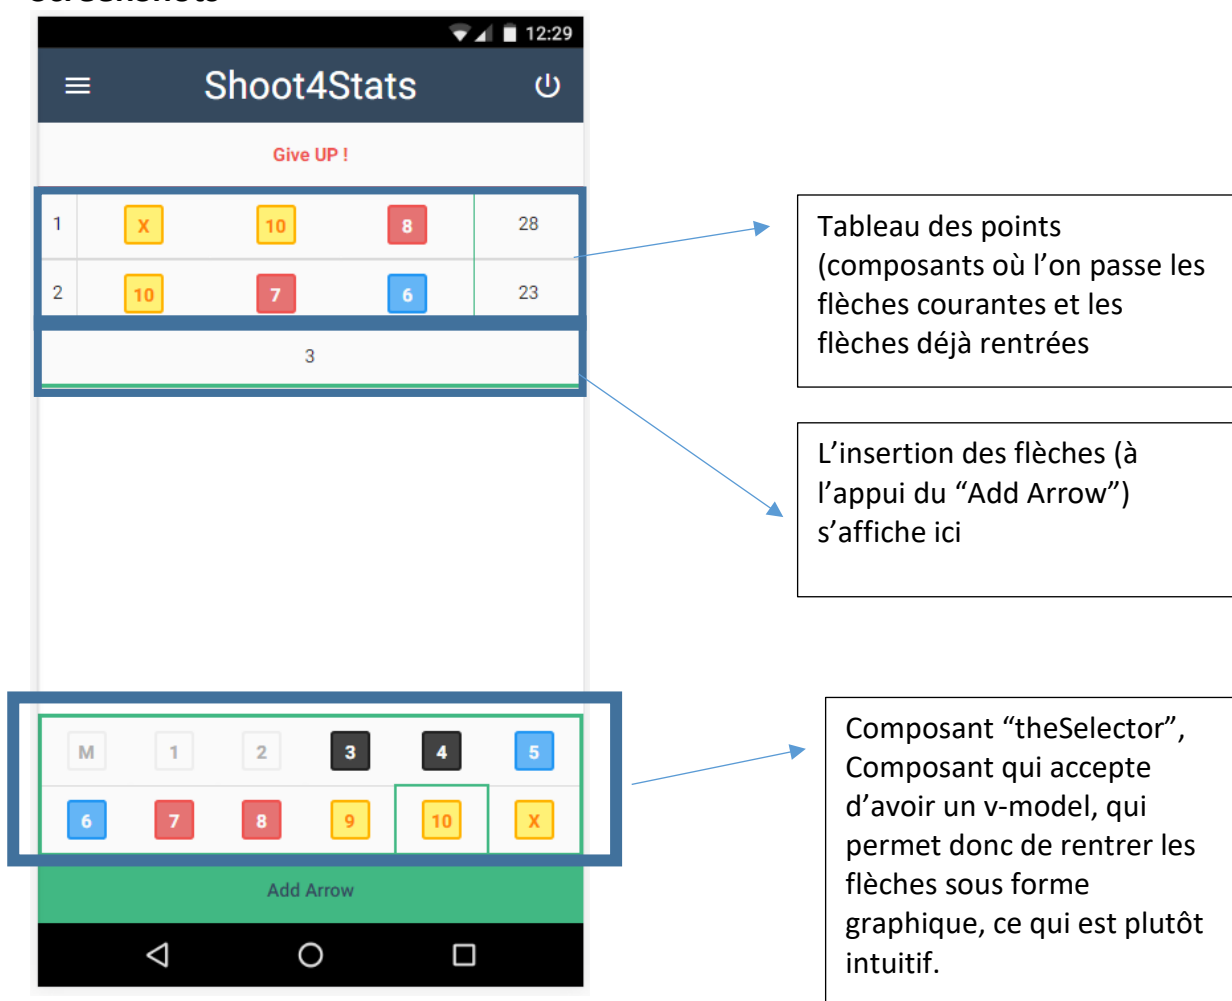 Screenshots
12:29
Shoot4Stats
Give UP !
1 X 10 8 28
2 10 7 6 23
3
Tableau des points
(composants où l’on passe les
flèches courantes et les
flèches déjà rentrées
L’insertion des flèches (à
l’appui du “Add Arrow”)
s’affiche ici
M 1 2 3 4 5
6 7 8 9 10 X
Add Arrow
Composant “theSelector”,
Composant qui accepte
d’avoir un v-model, qui
permet donc de rentrer les
flèches sous forme
graphique, ce qui est plutôt
intuitif.